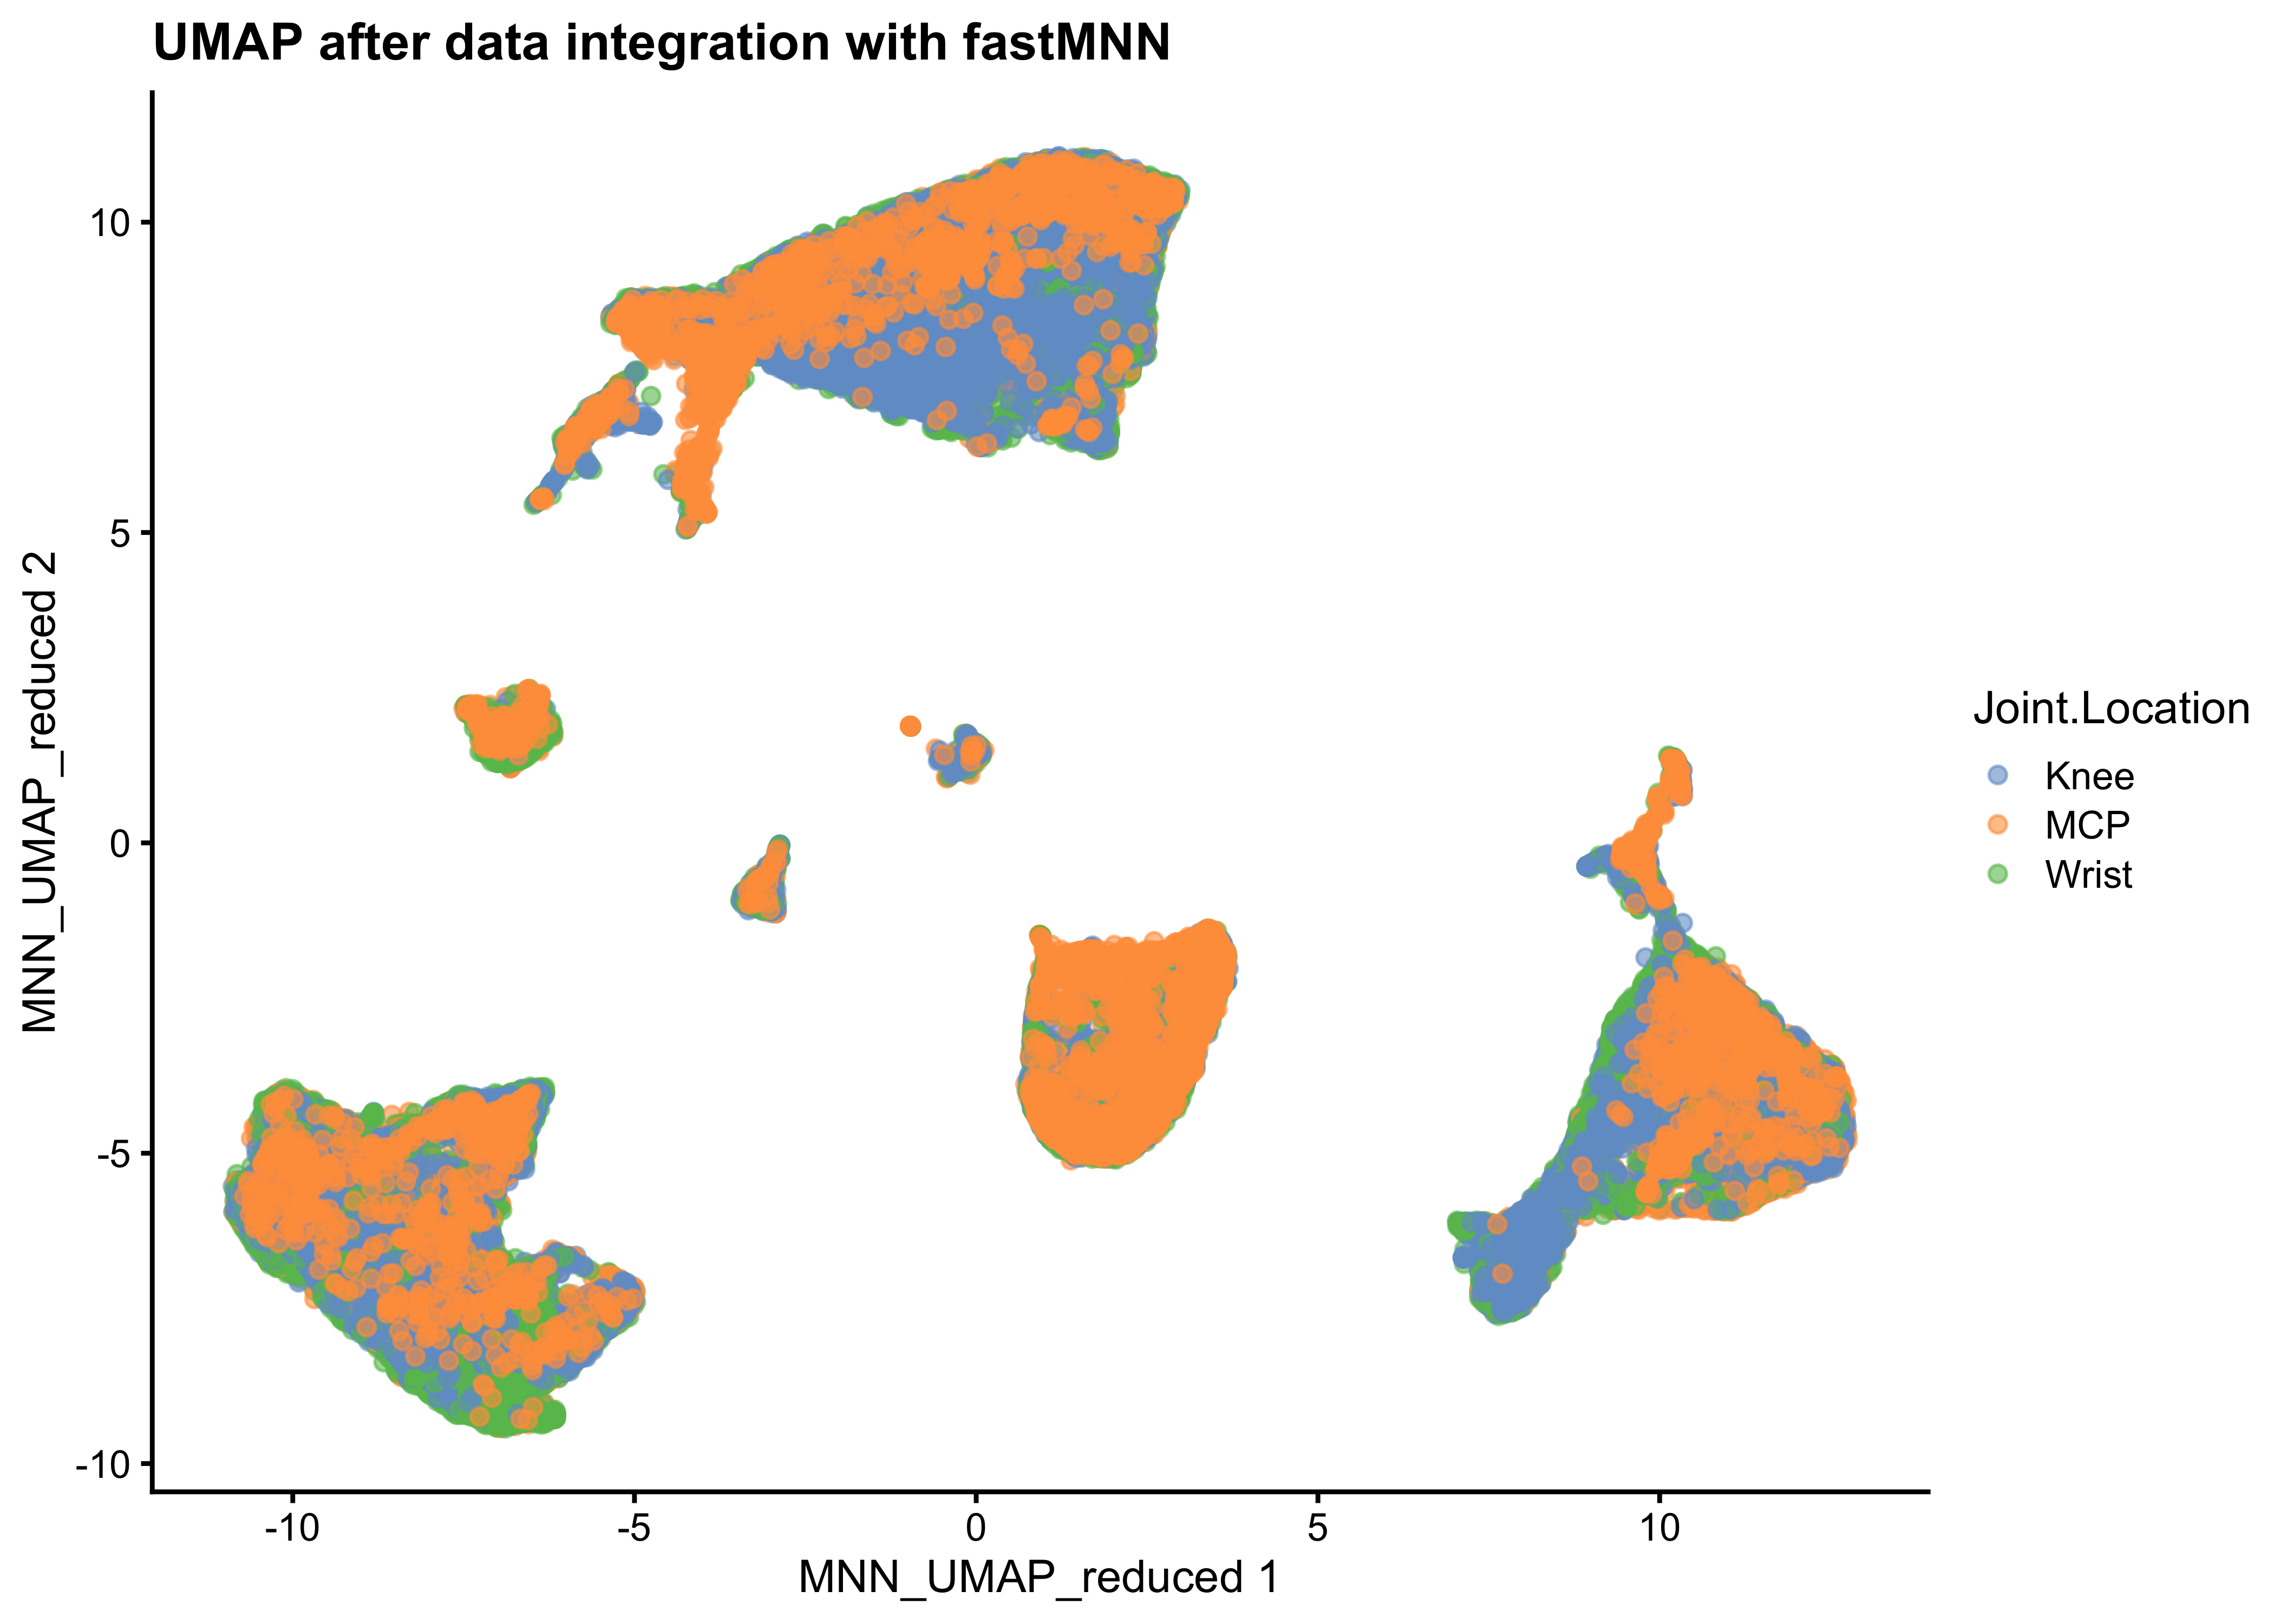 UMAP after data integration with fastMNN
MNN_UMAP_reduced 2
10
5
0
-5
-10
-10
-5
0
5
10
MNN_UMAP_reduced 1
Joint.Location
Knee
MCP
Wrist